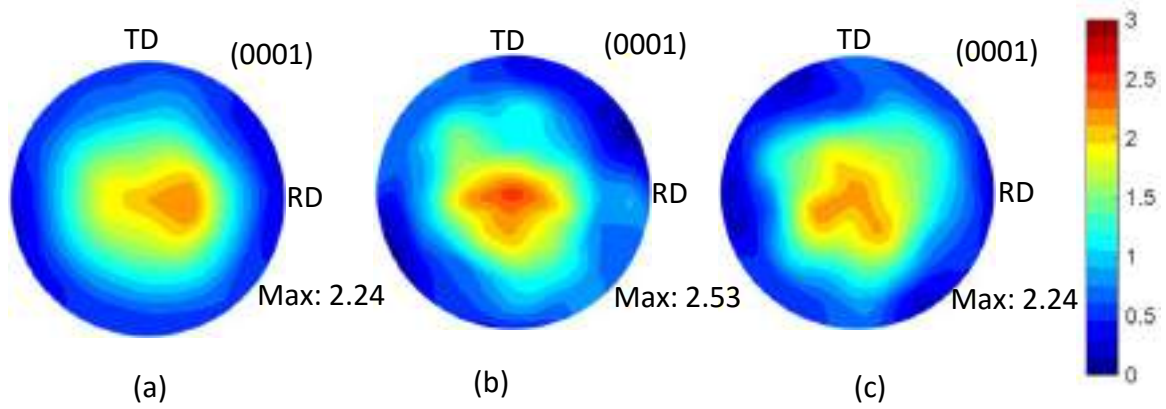 TD
(0001)
RD
Max: 2.24
(a)
TD
(0001)
RD
Max: 2.53
(b)
TD
(0001)
RD
Max: 2.24
(c)
3
2.5
2
1.5
1
0.5
0